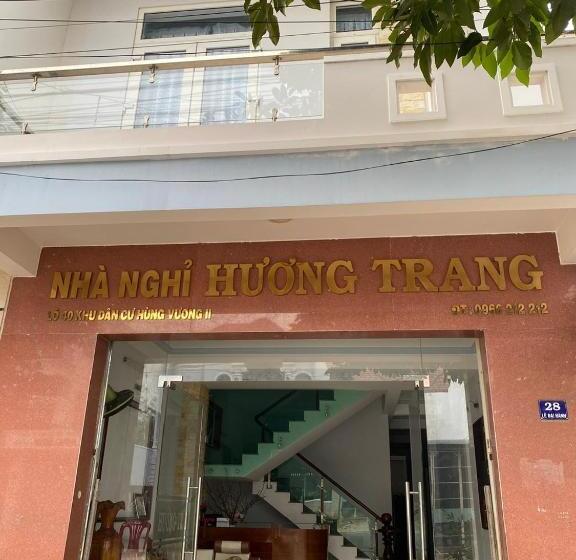 NHÀ NGHỈ HƯƠNG TRANG
LÔ 40 KHU DÂN CƯ HÙNG VƯƠNG II
ĐT: 0966 212 212
28
LÊ ĐẠI HÀNH